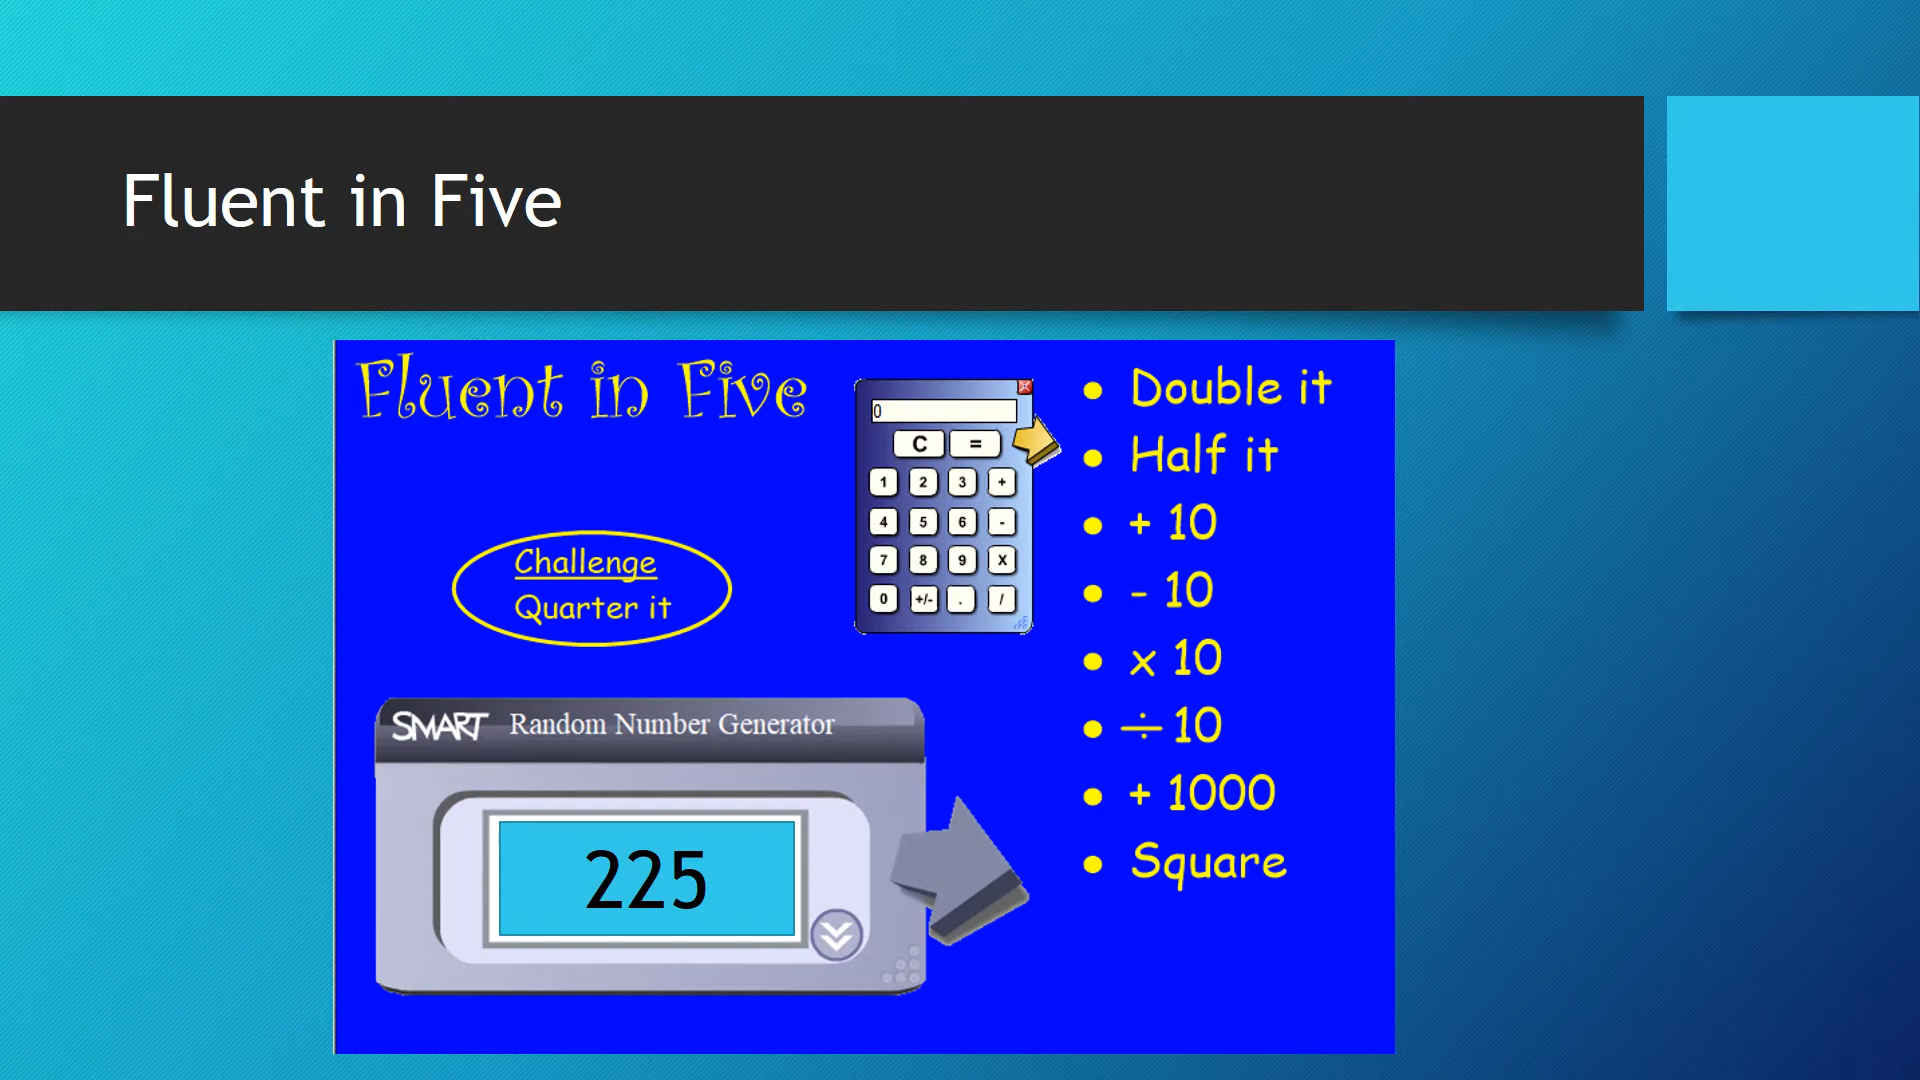 Fluent in Five
Fluent in Five
Challenge
Quarter it
0
C =
1 2 3 +
4 5 6 -
7 8 9 X
0 +/- . /
• Double it
• Half it
• + 10
• - 10
• x 10
• ÷ 10
• + 1000
• Square
SMART Random Number Generator
225